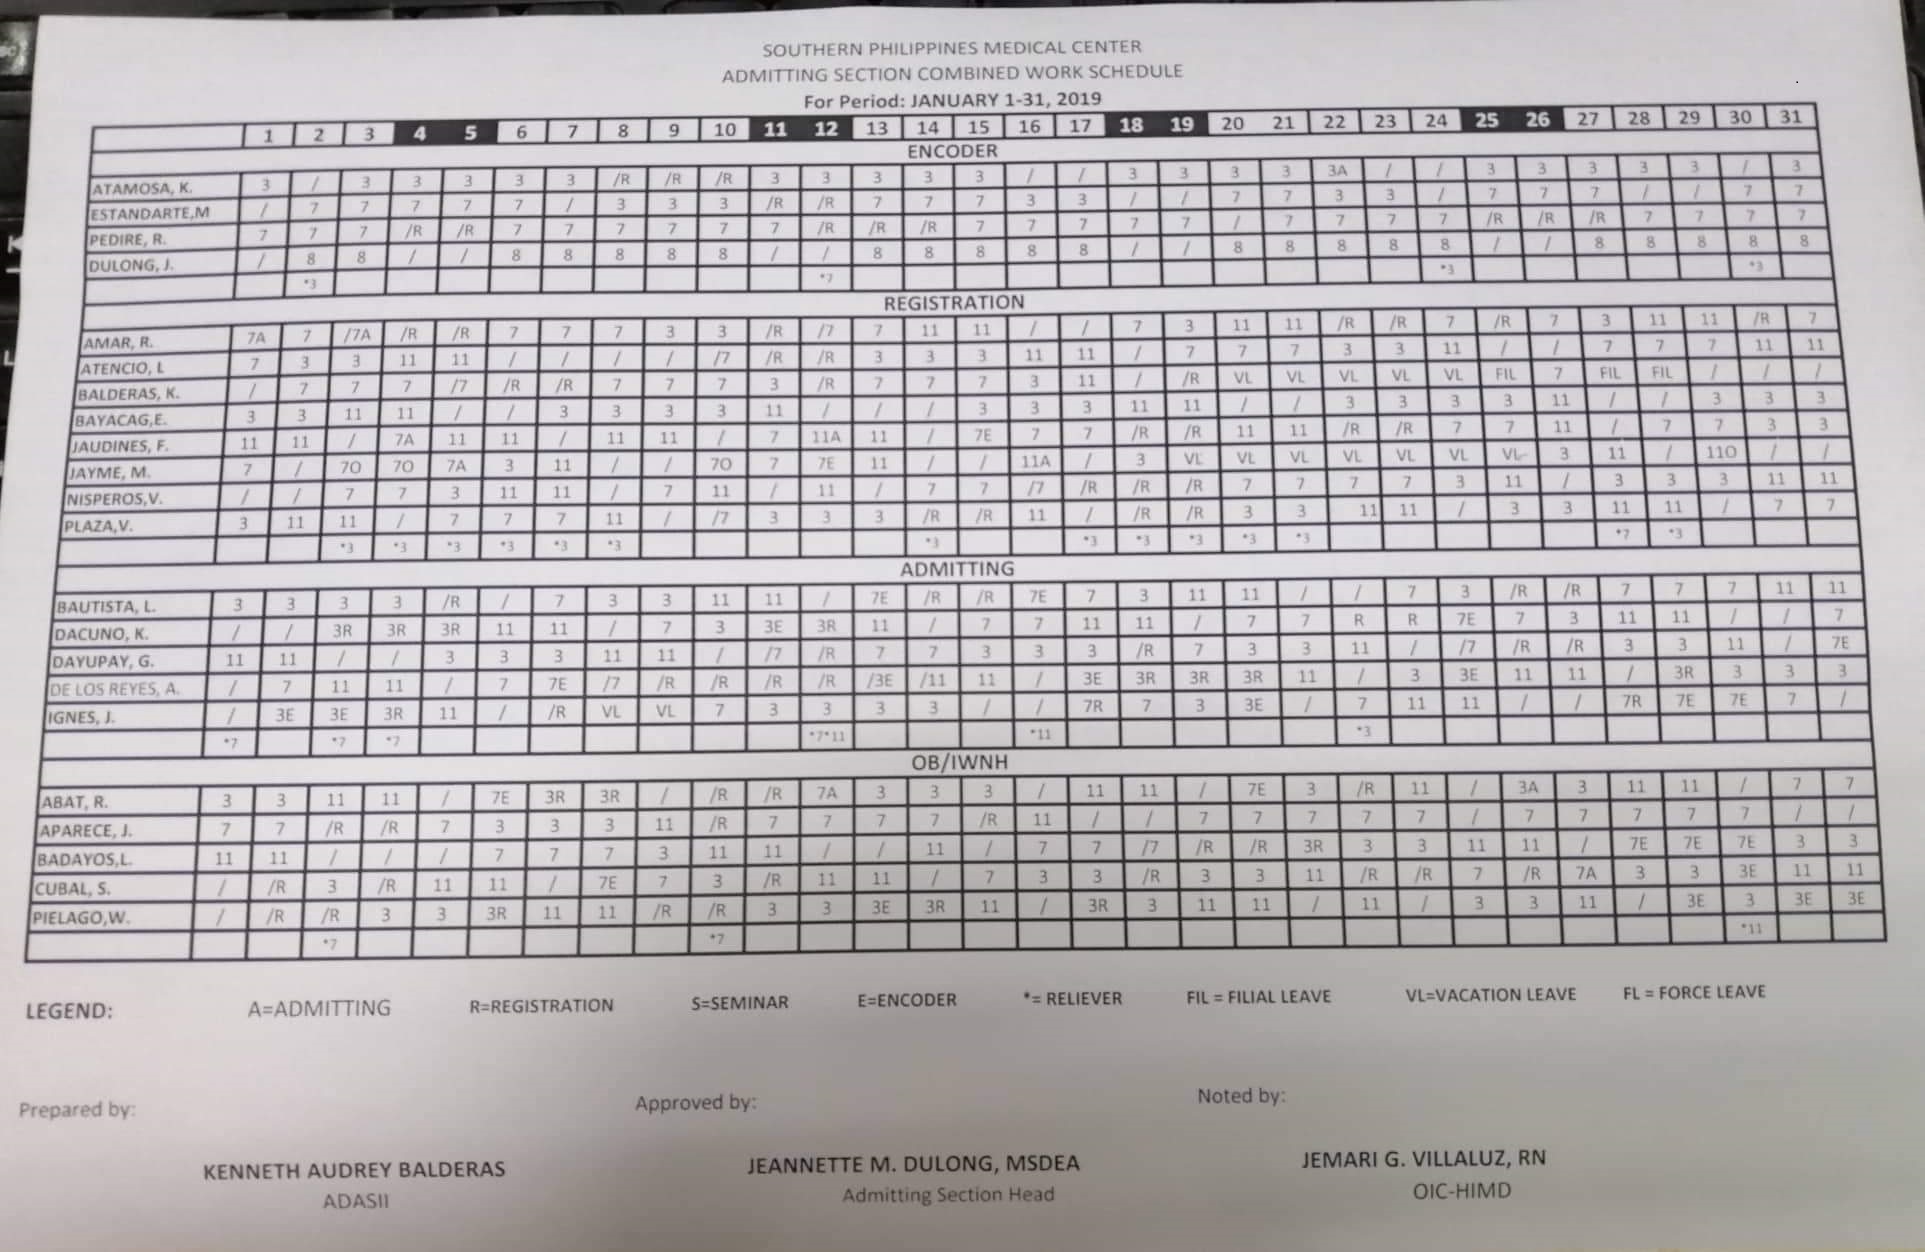 SOUTHERN PHILIPPINES MEDICAL CENTER
ADMITTING SECTION COMBINED WORK SCHEDULE
For Period: JANUARY 1-31, 2019
1 2 3 4 5 6 7 8 9 10 11 12 13 14 15 16 17 18 19 20 21 22 23 24 25 26 27 28 29 30 31
ENCODER
ATAMOSA, K. 3 / 3 3 3 3 3 /R /R /R 3 3 3 3 3 / / 3 3 3 3 3A / / 3 3 3 3 3 / 3
ESTANDARTE,M / 7 7 7 7 7 / 3 3 3 /R /R 7 7 7 3 3 / / 7 7 3 3 / 7 7 7 / / 7 7
PEDIRE, R. 7 7 7 /R /R 7 7 7 7 7 7 /R /R /R 7 7 7 7 7 / 7 7 7 7 /R /R /R 7 7 7 7
DULONG, J. / 8 8 / / 8 8 8 8 8 / / 8 8 8 8 8 / / 8 8 8 8 8 / / 8 8 8 8 8
*3 *7 *3 *3
REGISTRATION
AMAR, R. 7A 7 /7A /R /R 7 7 7 3 3 /R /7 7 11 11 / / 7 3 11 11 /R /R 7 /R 7 3 11 11 /R 7
ATENCIO, L 7 3 3 11 11 / / / / /7 /R /R 3 3 3 11 11 / 7 7 7 3 3 11 / / 7 7 7 11 11
BALDERAS, K. / 7 7 7 /7 /R /R 7 7 7 3 /R 7 7 7 3 11 / /R VL VL VL VL VL FIL 7 FIL FIL / / /
BAYACAG,E. 3 3 11 11 / / 3 3 3 3 11 / / / 3 3 3 11 11 / / 3 3 3 3 11 / / 3 3 3
JAUDINES, F. 11 11 / 7A 11 11 / 11 11 / 7 11A 11 / 7E 7 7 /R /R 11 11 /R /R 7 7 11 / 7 7 3 3
JAYME, M. 7 / 7O 7O 7A 3 11 / / 7O 7 7E 11 / / 11A / 3 VL VL VL VL VL VL VL 3 11 / 11O / /
NISPEROS,V. / / 7 7 3 11 11 / 7 11 / 11 / 7 7 /7 /R /R /R 7 7 7 7 3 11 / 3 3 3 11 11
PLAZA,V. 3 11 11 / 7 7 7 11 / /7 3 3 3 /R /R 11 / /R /R 3 3 11 11 / 3 3 11 11 / 7 7
*3 *3 *3 *3 *3 *3 *3 *3 *3 *3 *3 *3 *7 *3
ADMITTING
BAUTISTA, L. 3 3 3 3 /R / 7 3 3 11 11 / 7E /R /R 7E 7 3 11 11 / / 7 3 /R /R 7 7 7 11 11
DACUNO, K. / / 3R 3R 3R 11 11 / 7 3 3E 3R 11 / 7 7 11 11 / 7 7 R R 7E 7 3 11 11 / / 7
DAYUPAY, G. 11 11 / / 3 3 3 11 11 / /7 /R 7 7 3 3 3 /R 7 3 3 11 / /7 /R /R 3 3 11 / 7E
DE LOS REYES, A. / 7 11 11 / 7 7E /7 /R /R /R /R /3E /11 11 / 3E 3R 3R 3R 11 / 3 3E 11 11 / 3R 3 3 3
IGNES, J. / 3E 3E 3R 11 / /R VL VL 7 3 3 3 3 / / 7R 7 3 3E / 7 11 11 / / 7R 7E 7E 7 /
*7 *7 *7 *7*11 *11 *3
OB/IWNH
ABAT, R. 3 3 11 11 / 7E 3R 3R / /R /R 7A 3 3 3 / 11 11 / 7E 3 /R 11 / 3A 3 11 11 / 7 7
APARECE, J. 7 7 /R /R 7 3 3 3 11 /R 7 7 7 7 /R 11 / / 7 7 7 7 7 / 7 7 7 7 7 / /
BADAYOS,L. 11 11 / / / 7 7 7 3 11 11 / / 11 / 7 7 /7 /R /R 3R 3 3 11 11 / 7E 7E 7E 3 3
CUBAL, S. / /R 3 /R 11 11 / 7E 7 3 /R 11 11 / 7 3 3 /R 3 3 11 /R /R 7 /R 7A 3 3 3E 11 11
PIELAGO,W. / /R /R 3 3 3R 11 11 /R /R 3 3 3E 3R 11 / 3R 3 11 11 / 11 / 3 3 11 / 3E 3 3E 3E
*7 *7 *11
LEGEND: A=ADMITTING R=REGISTRATION S=SEMINAR E=ENCODER *= RELIEVER FIL = FILIAL LEAVE VL=VACATION LEAVE FL = FORCE LEAVE
Prepared by: Approved by: Noted by:
KENNETH AUDREY BALDERAS JEANNETTE M. DULONG, MSDEA JEMARI G. VILLALUZ, RN
ADASII Admitting Section Head OIC-HIMD